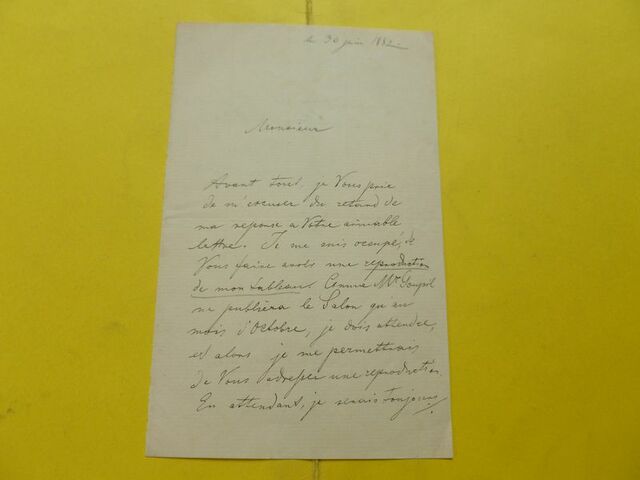 le 30 juin
Monsieur
Avant tout, je Vous prie
de m'excuser du retard de
ma reponse a Votre aimable
lettre. Je me suis occupé, de
Vous faire avoir une reproduction
de mon tableau. Comme Mr Goupil
ne publiera le Salon qu'au
mois d'Octobre, je dois attendre,
et alors je me permettrais
de Vous adresser une reproduction.
En attendant, je serais toujours